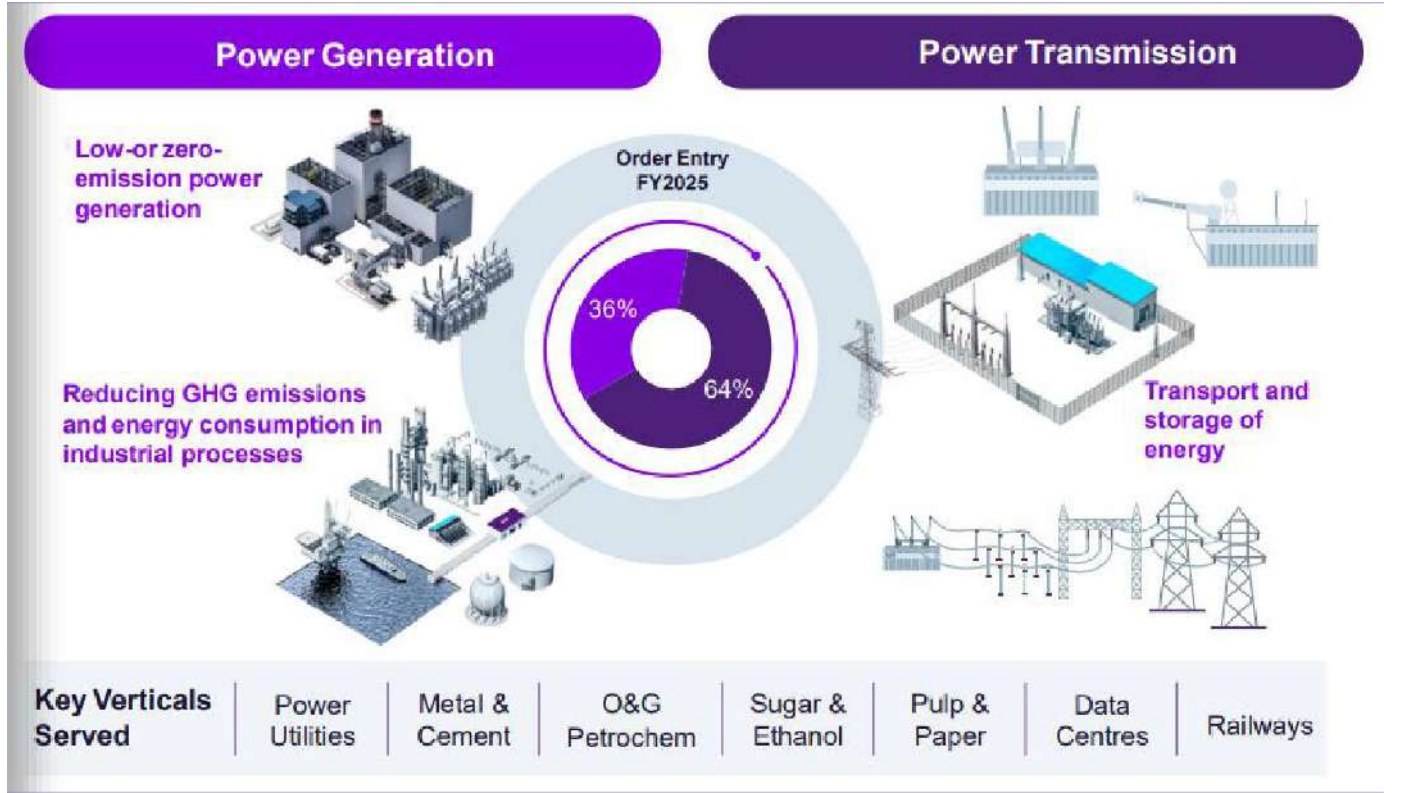 Power Generation
Power Transmission
Low-or zero-
emission power
generation
Order Entry
FY2025
36%
64%
Reducing GHG emissions
and energy consumption in
industrial processes
Transport and
storage of
energy
Key Verticals
Served
Power
Utilities
Metal &
Cement
O&G
Petrochem
Sugar &
Ethanol
Pulp &
Paper
Data
Centres
Railways